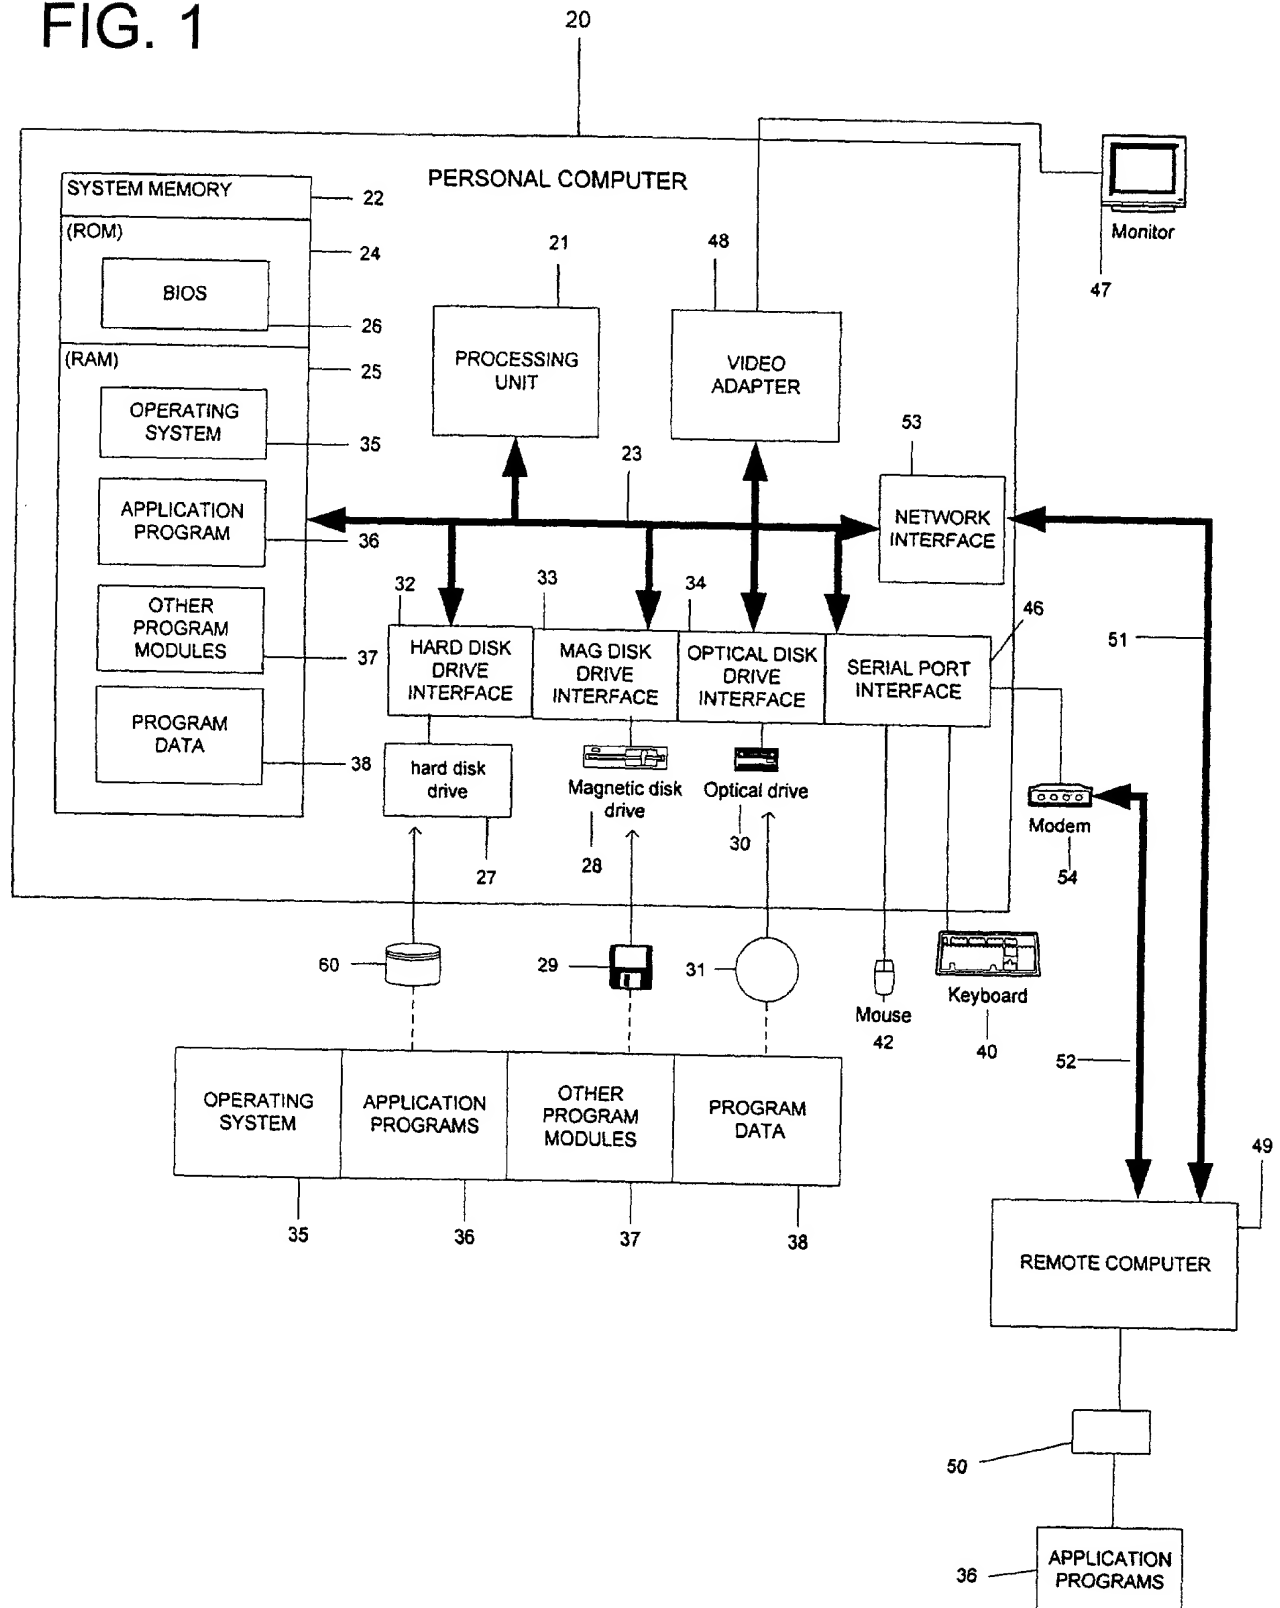 FIG. 1
20
PERSONAL COMPUTER
SYSTEM MEMORY
22
(ROM)
24
BIOS
26
(RAM)
25
OPERATING
SYSTEM
35
APPLICATION
PROGRAM
36
OTHER
PROGRAM
MODULES
37
PROGRAM
DATA
38
21
PROCESSING
UNIT
48
VIDEO
ADAPTER
Monitor
47
23
53
NETWORK
INTERFACE
32
HARD DISK
DRIVE
INTERFACE
33
MAG DISK
DRIVE
INTERFACE
34
OPTICAL DISK
DRIVE
INTERFACE
46
SERIAL PORT
INTERFACE
51
hard disk
drive
27
Magnetic disk
drive
28
Optical drive
30
Modem
54
60
29
31
Mouse
42
Keyboard
40
52
OPERATING
SYSTEM
35
APPLICATION
PROGRAMS
36
OTHER
PROGRAM
MODULES
37
PROGRAM
DATA
38
49
REMOTE COMPUTER
50
36
APPLICATION
PROGRAMS